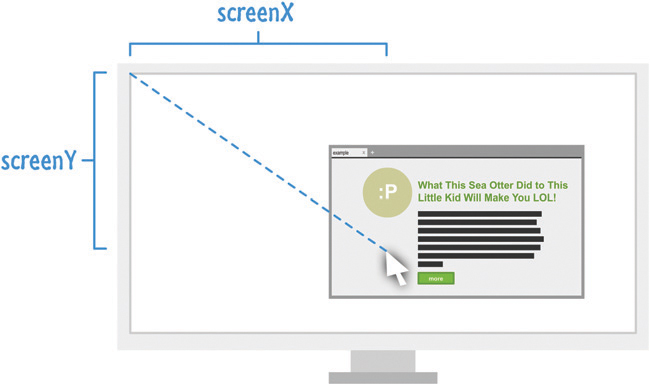 screenX
screenY
example x +
:P
What This Sea Otter Did to This
Little Kid Will Make You LOL!
more